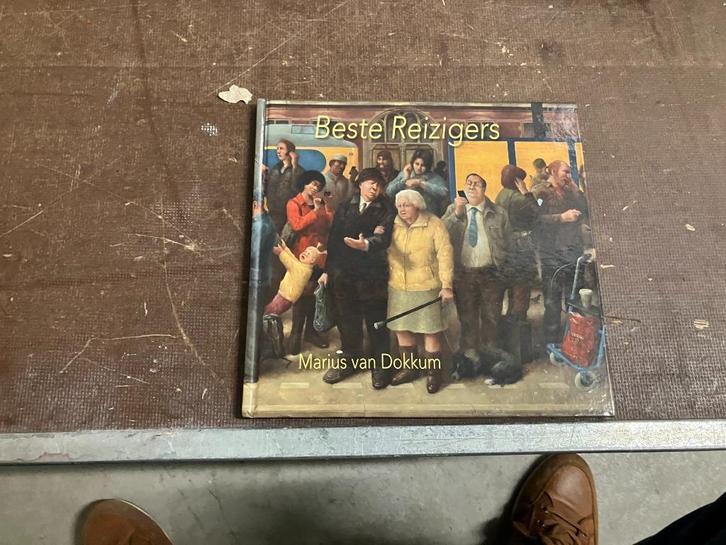 Beste Reizigers
Marius van Dokkum